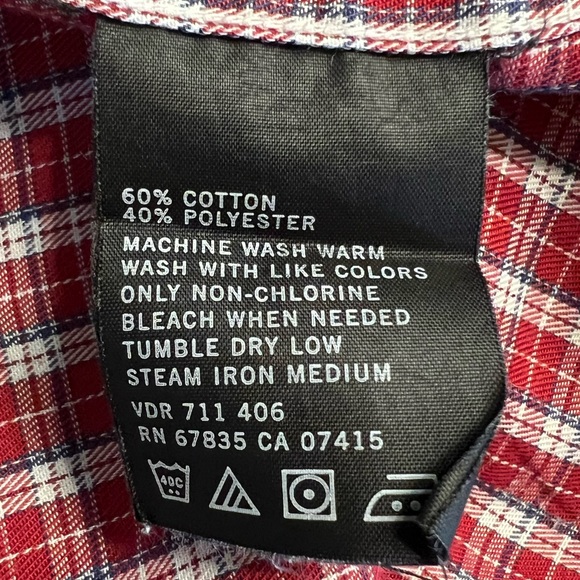 60% COTTON
40% POLYESTER
MACHINE WASH WARM
WASH WITH LIKE COLORS
ONLY NON-CHLORINE
BLEACH WHEN NEEDED
TUMBLE DRY LOW
STEAM IRON MEDIUM
VDR 711 406
RN 67835 CA 07415
40C